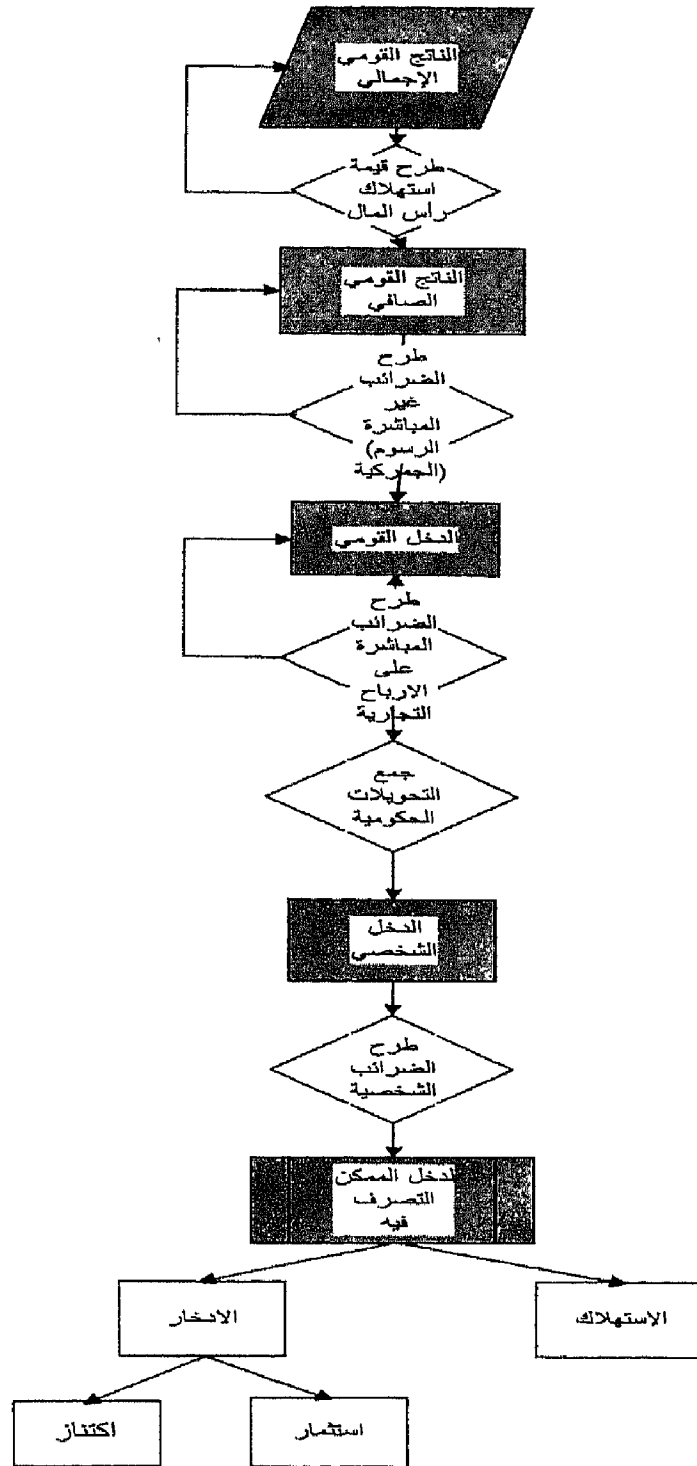 الناتج القومي
الإجمالي
طرح قيمة
استهلاك
رأس المال
الناتج القومي
الصافي
طرح
الضرائب
غير
المباشرة
(الرسوم
الجمركية)
الدخل القومي
طرح
الضرائب
المباشرة
على
الارباح
التجارية
جمع
التحويلات
الحكومية
الدخل
الشخصي
طرح
الضرائب
الشخصية
لدخل الممكن
التصرف
فيه
الاستهلاك
الادخار
استثمار
اكتناز